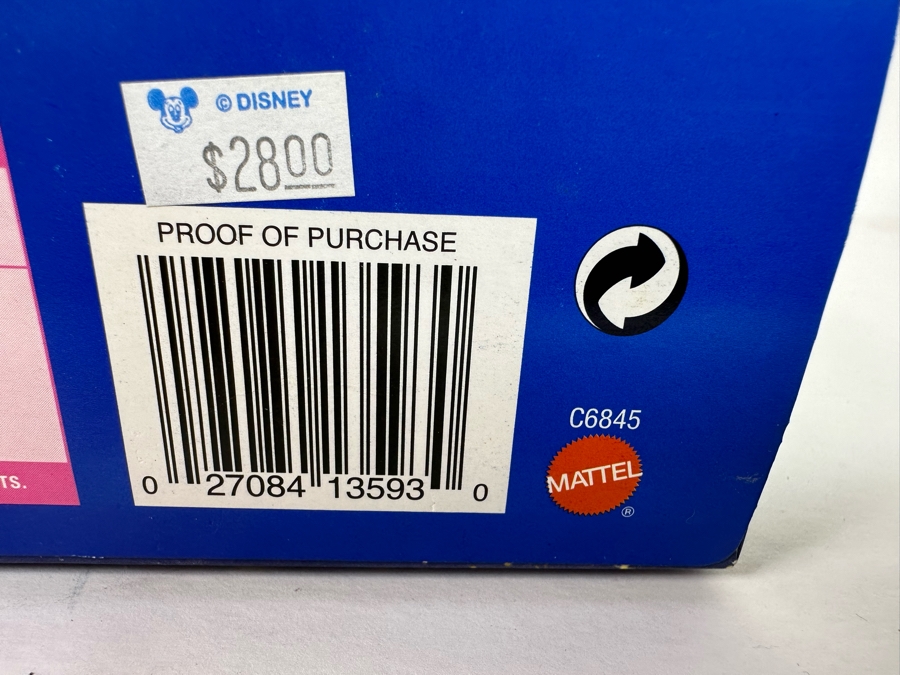 © DISNEY
$2800
PROOF OF PURCHASE
0 27084 13593 0
C6845
MATTEL
®
TS.